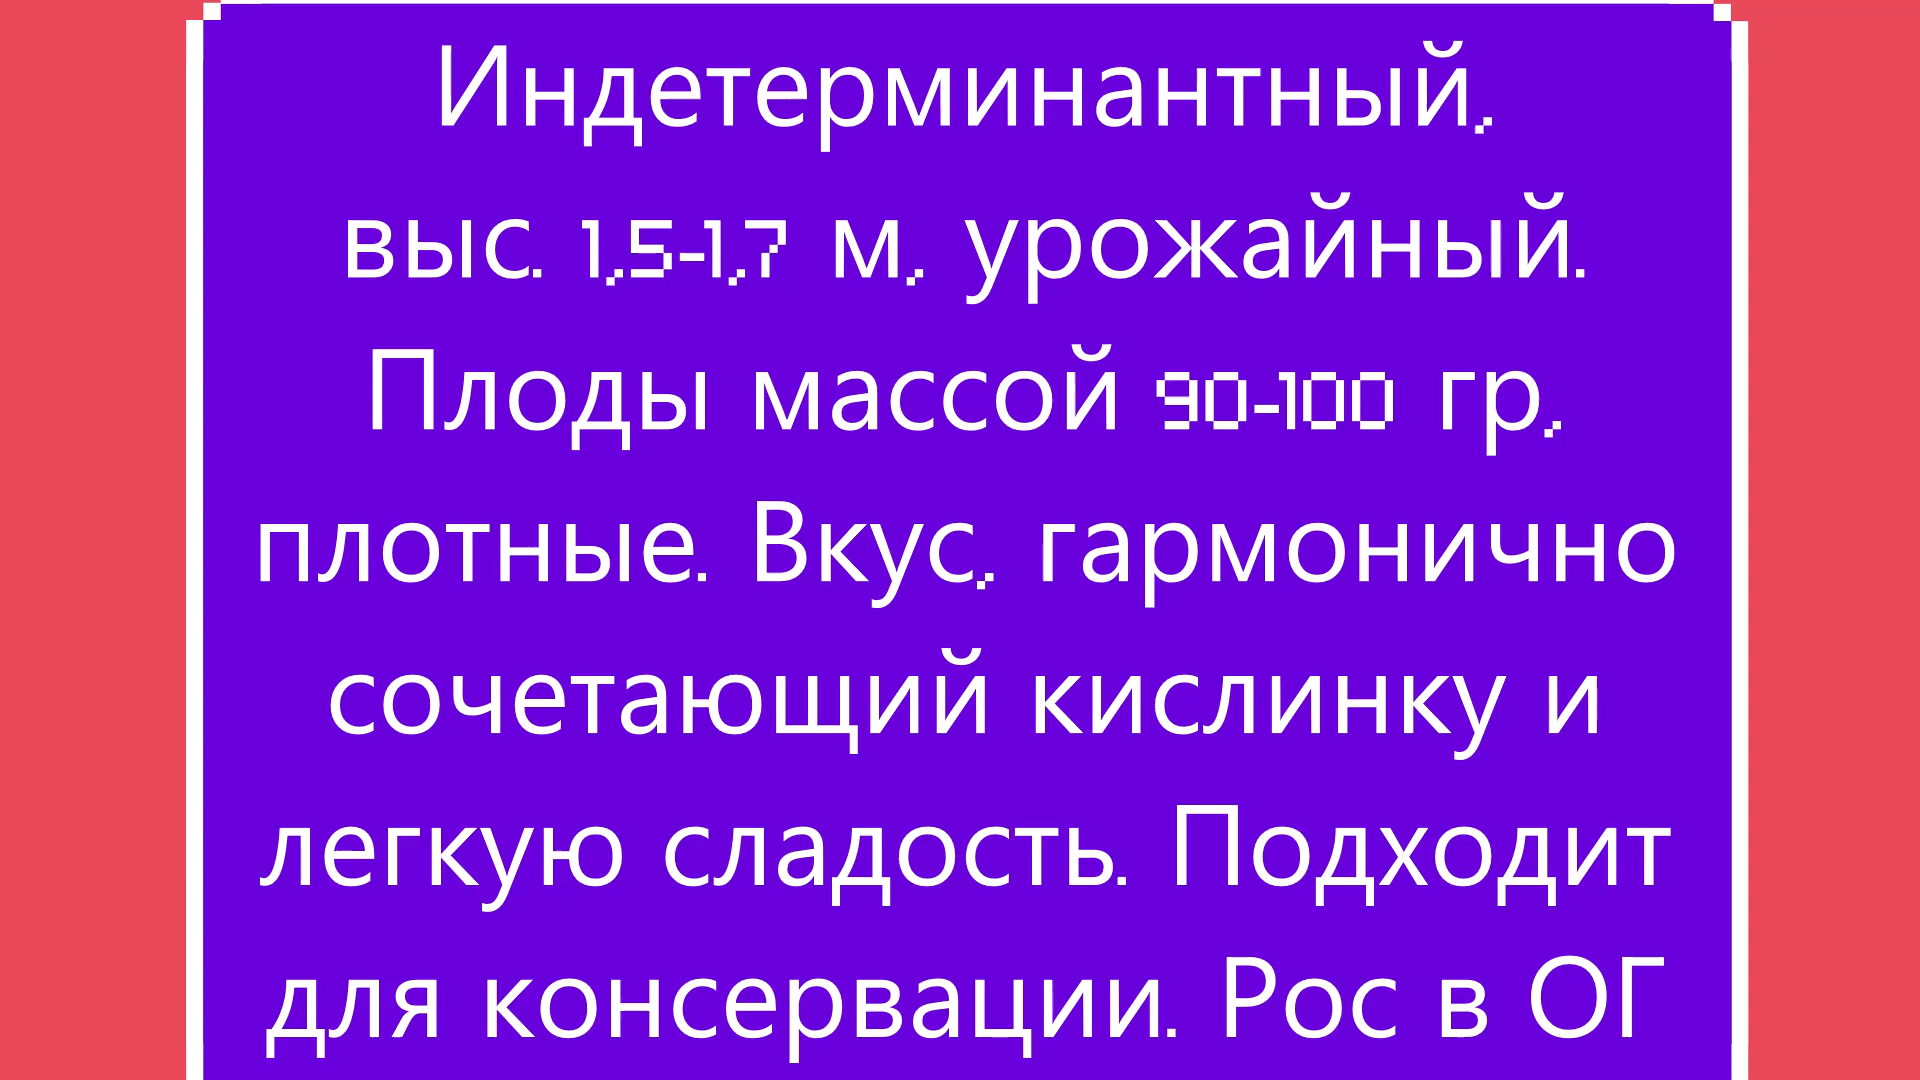 Индетерминантный,
выс. 1,5-1,7 м, урожайный.
Плоды массой 90-100 гр,
плотные. Вкус, гармонично
сочетающий кислинку и
легкую сладость. Подходит
для консервации. Рос в ОГ